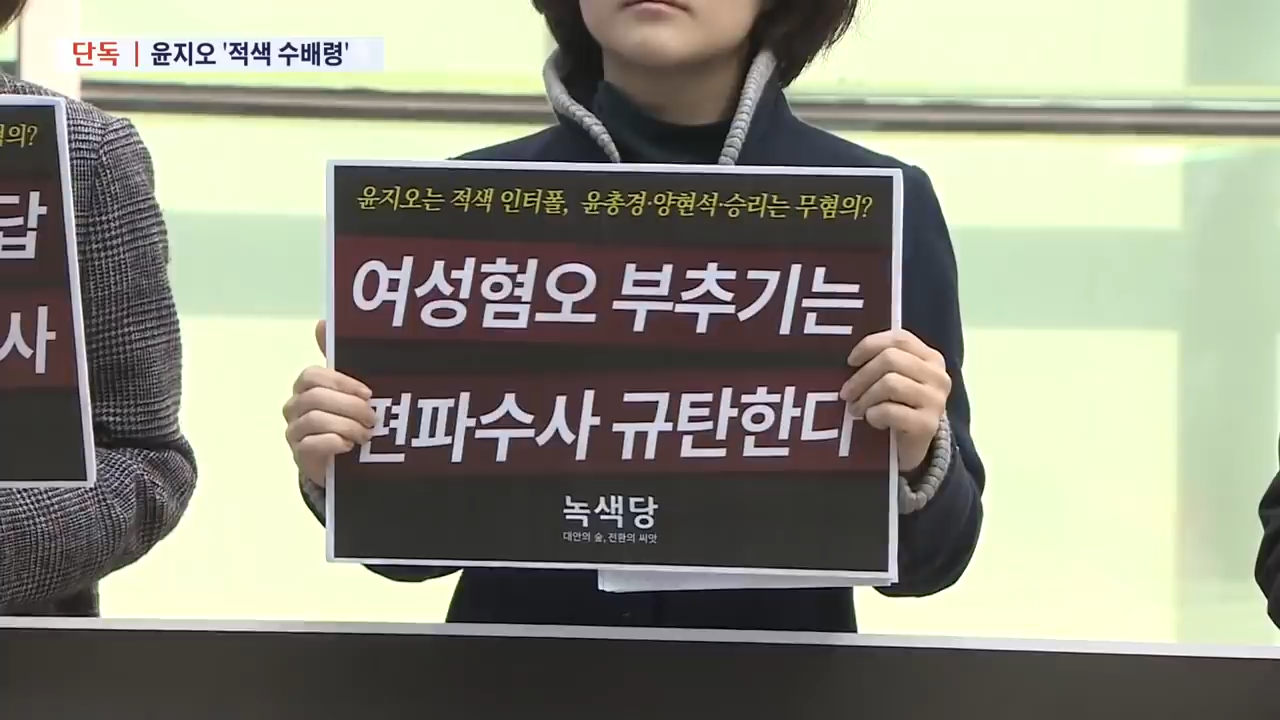 단독 | 윤지오 '적색 수배령'
윤지오는 적색 인터폴, 윤총경·양현석·승리는 무혐의?
여성혐오 부추기는
편파수사 규탄한다
녹색당
대안의 숲, 전환의 씨앗
의?
답
사